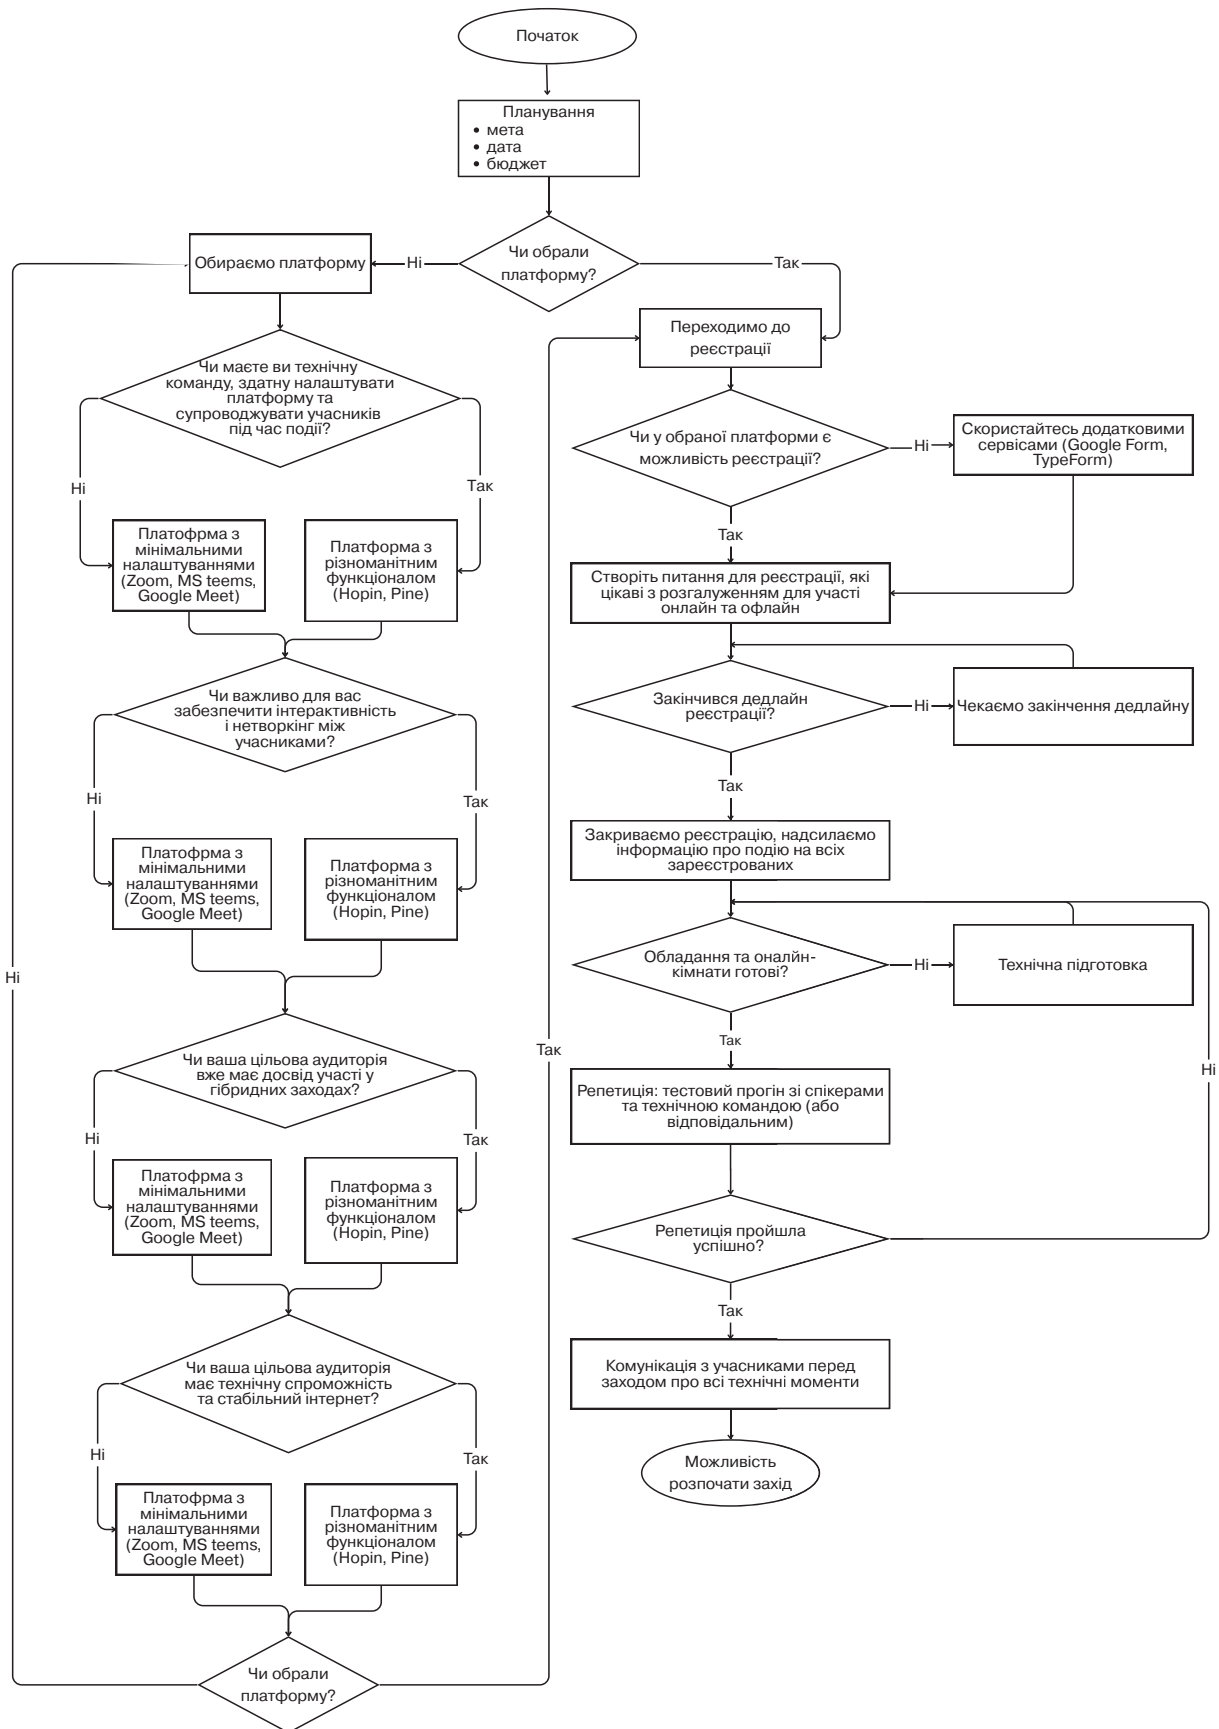 Початок
Планування
• мета
• дата
• бюджет
Чи обрали
платформу?
Ні
Так
Обираємо платформу
Чи маєте ви технічну
команду, здатну налаштувати
платформу та
супроводжувати учасників
під час події?
Ні
Так
Платофрма з
мінімальними
налаштуваннями
(Zoom, MS teems,
Google Meet)
Платформа з
різноманітним
функціоналом
(Hopin, Pine)
Чи важливо для вас
забезпечити інтерактивність
і нетворкінг між
учасниками?
Ні
Так
Платофрма з
мінімальними
налаштуваннями
(Zoom, MS teems,
Google Meet)
Платформа з
різноманітним
функціоналом
(Hopin, Pine)
Ні
Чи ваша цільова аудиторія
вже має досвід участі у
гібридних заходах?
Ні
Так
Платофрма з
мінімальними
налаштуваннями
(Zoom, MS teems,
Google Meet)
Платформа з
різноманітним
функціоналом
(Hopin, Pine)
Чи ваша цільова аудиторія
має технічну спроможність
та стабільний інтернет?
Ні
Так
Платофрма з
мінімальними
налаштуваннями
(Zoom, MS teems,
Google Meet)
Платформа з
різноманітним
функціоналом
(Hopin, Pine)
Чи обрали
платформу?
Так
Переходимо до
реєстрації
Чи у обраної платформи є
можливість реєстрації?
Ні
Скористайтесь додатковими
сервісами (Google Form,
TypeForm)
Так
Створіть питання для реєстрації, які
цікаві з розгалуженням для участі
онлайн та офлайн
Закінчився дедлайн
реєстрації?
Ні
Чекаємо закінчення дедлайну
Так
Закриваємо реєстрацію, надсилаємо
інформацію про подію на всіх
зареєстрованих
Обладання та оналйн-
кімнати готові?
Ні
Технічна підготовка
Так
Репетиція: тестовий прогін зі спікерами
та технічною командою (або
відповідальним)
Ні
Репетиція пройшла
успішно?
Так
Комунікація з учасниками перед
заходом про всі технічні моменти
Можливість
розпочати захід